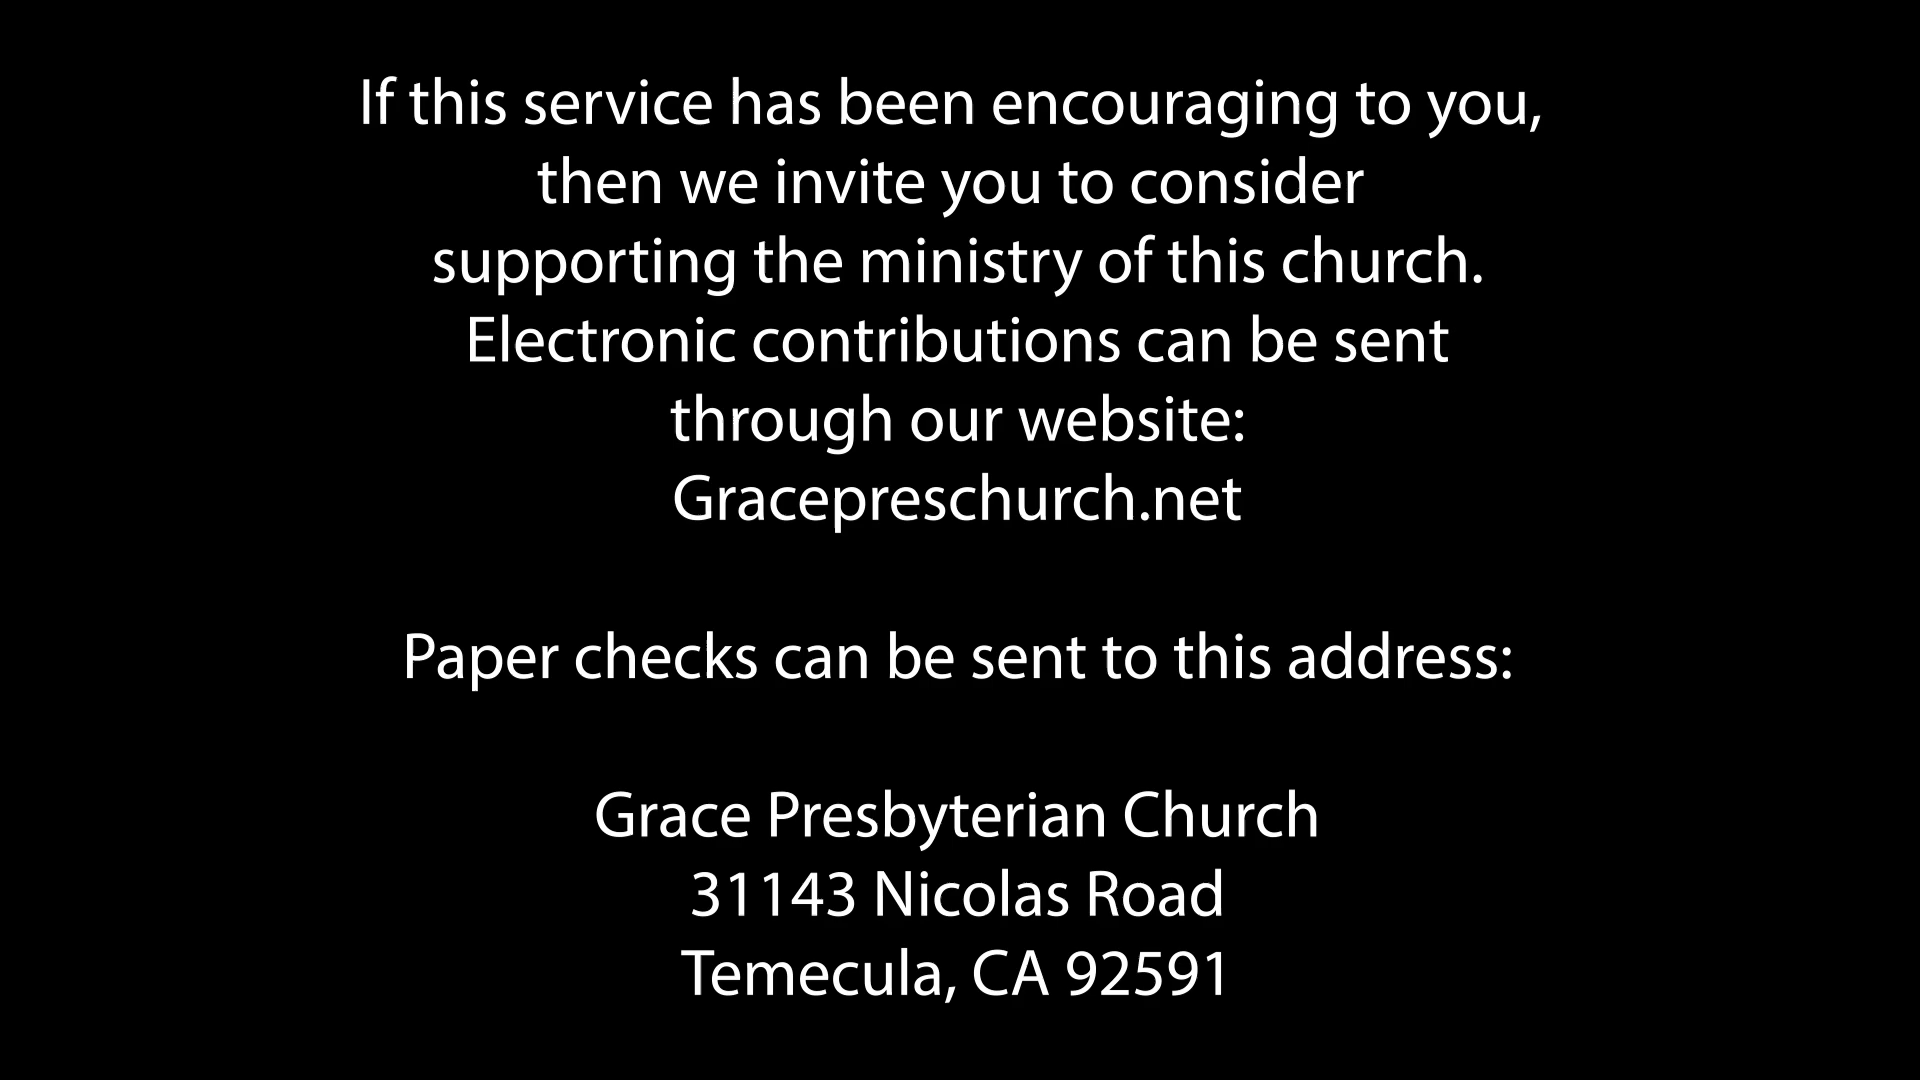 If this service has been encouraging to you,
then we invite you to consider
supporting the ministry of this church.
Electronic contributions can be sent
through our website:
Gracepreschurch.net
Paper checks can be sent to this address:
Grace Presbyterian Church
31143 Nicolas Road
Temecula, CA 92591